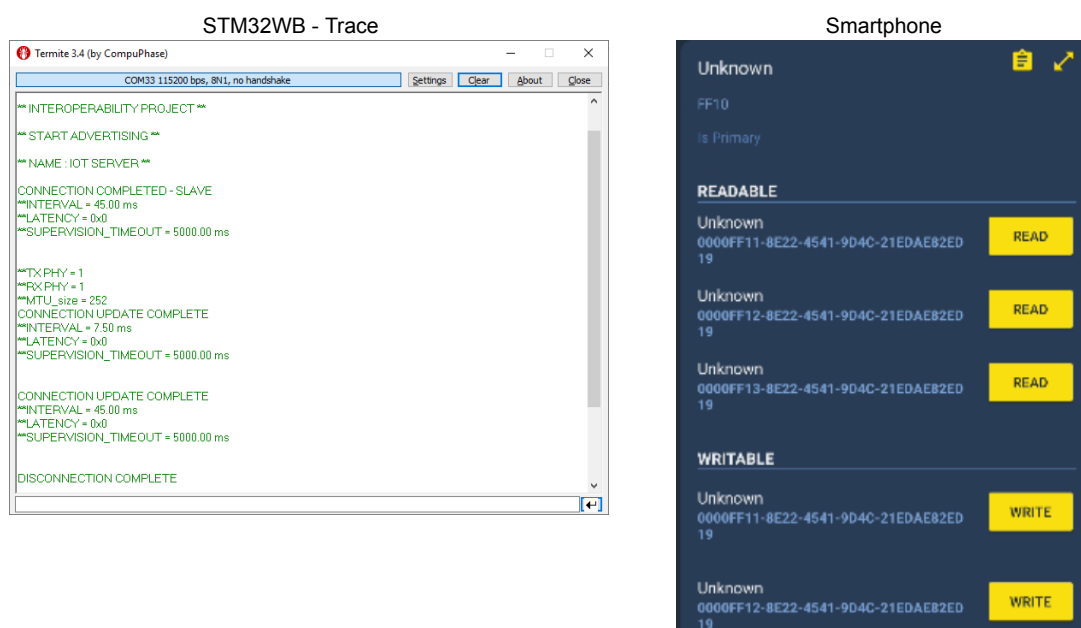 STM32WB - Trace
Termite 3.4 (by CompuPhase)
COM33 115200 bps, 8N1, no handshake
Settings
Clear
About
Close
** INTEROPERABILITY PROJECT **
** START ADVERTISING **
** NAME : IOT SERVER **
CONNECTION COMPLETED - SLAVE
**INTERVAL = 45.00 ms
**LATENCY = 0x0
**SUPERVISION_TIMEOUT = 5000.00 ms
**TX PHY = 1
**RX PHY = 1
**MTU_size = 252
CONNECTION UPDATE COMPLETE
**INTERVAL = 7.50 ms
**LATENCY = 0x0
**SUPERVISION_TIMEOUT = 5000.00 ms
CONNECTION UPDATE COMPLETE
**INTERVAL = 45.00 ms
**LATENCY = 0x0
**SUPERVISION_TIMEOUT = 5000.00 ms
DISCONNECTION COMPLETE
Smartphone
Unknown
FF10
Is Primary
READABLE
Unknown
0000FF11-8E22-4541-9D4C-21EDAE82ED
19
READ
Unknown
0000FF12-8E22-4541-9D4C-21EDAE82ED
19
READ
Unknown
0000FF13-8E22-4541-9D4C-21EDAE82ED
19
READ
WRITABLE
Unknown
0000FF11-8E22-4541-9D4C-21EDAE82ED
19
WRITE
Unknown
0000FF12-8E22-4541-9D4C-21EDAE82ED
19
WRITE